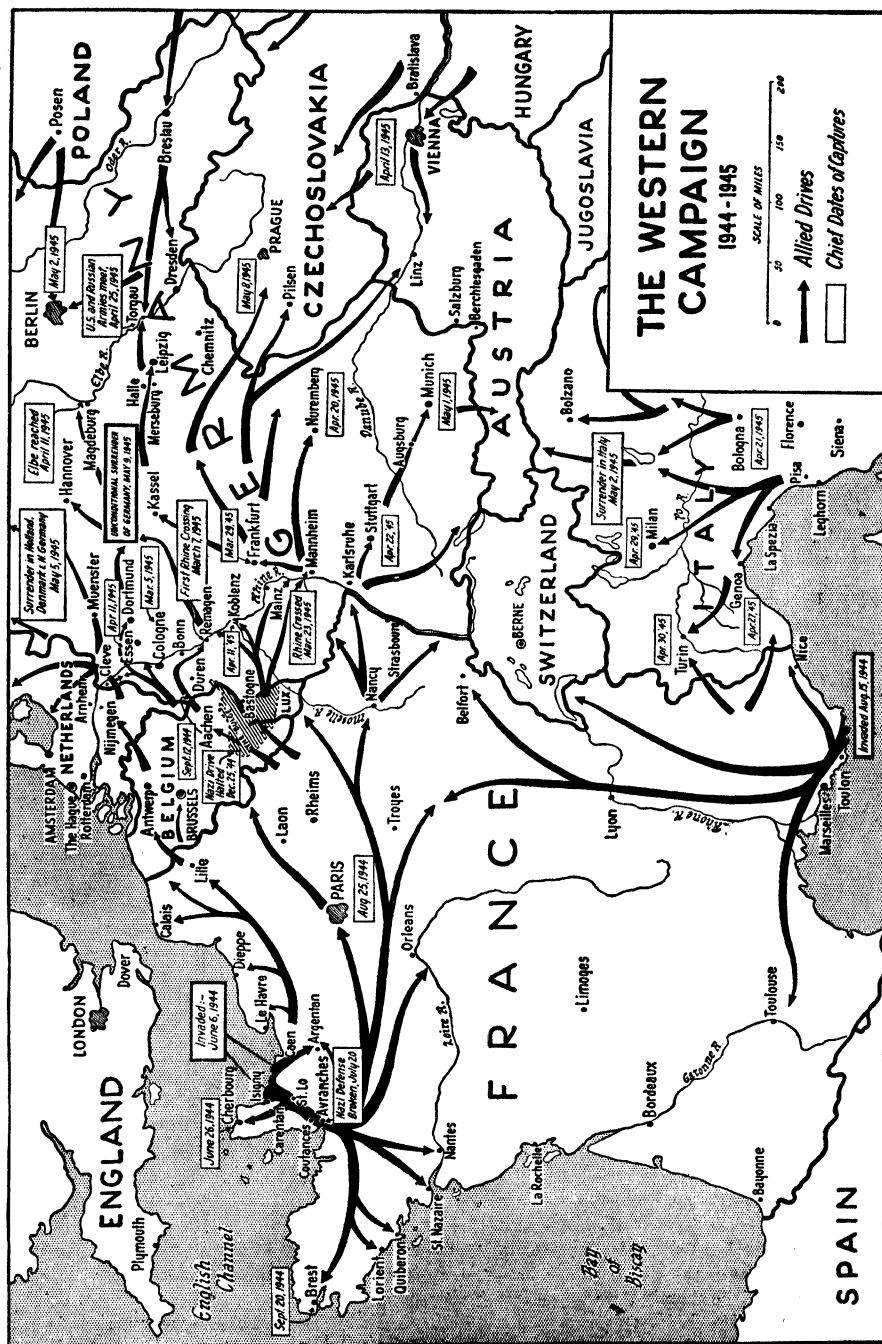 THE WESTERN
CAMPAIGN
1944-1945
SCALE OF MILES
0 50 100 150 200
Allied Drives
Chief Dates of Captures
ENGLAND
LONDON
Dover
Plymouth
English
Channel
Invaded:-
June 6, 1944
June 26, 1944
Cherbourg
Isigny
Carentan
St. Lo
Coutances
Avranches
Caen
Argentan
Le Havre
Dieppe
Calais
Nazi Defense
Broken, July 20
Sept. 20, 1944
Brest
Lorient
Quiberon
St Nazaire
Nantes
Loire R.
Orleans
FRANCE
PARIS
Aug 25, 1944
Laon
Rheims
Troyes
Lille
La Rochelle
Bay
of
Biscay
Bordeaux
Garonne R.
Limoges
Toulouse
Bayonne
SPAIN
Lyon
Rhone R.
Marseilles
Toulon
Invaded Aug. 15, 1944
Nice
Belfort
Nancy
Moselle R.
Strasbourg
AMSTERDAM
The Hague
Rotterdam
NETHERLANDS
Arnhem
Nijmegen
Antwerp
BELGIUM
BRUSSELS
Sept. 12, 1944
Aachen
Nazi Drive
Halted
Dec. 25, '44
Bastogne
LUX.
Düren
Cleve
Essen
Cologne
Bonn
Remagen
Koblenz
Muenster
Dortmund
Apr. 11, 1945
Mar. 5, 1945
First Rhine Crossing
March 7, 1945
Apr. 11, '45
Rhine R.
Mainz
Rhine Crossed
Mar. 23, 1945
Surrender in Holland,
Denmark & N. Germany
May 5, 1945
UNCONDITIONAL SURRENDER
OF GERMANY, MAY 9, 1945
Hannover
Elbe reached
April 11, 1945
Magdeburg
Elbe R.
Kassel
Halle
Merseburg
Leipzig
Chemnitz
Frankfurt
Mar. 29, '45
Mannheim
Karlsruhe
Stuttgart
Apr. 22, '45
Nuremberg
Apr. 20, 1945
Augsburg
Munich
May 1, 1945
Danube R.
GERMANY
BERLIN
May 2, 1945
U.S. and Russian
Armies meet,
April 25, 1945
Torgau
Dresden
Breslau
Oder R.
Posen
POLAND
PRAGUE
May 8, 1945
Pilsen
CZECHOSLOVAKIA
Bratislava
VIENNA
April 13, 1945
Linz
Salzburg
Berchtesgaden
AUSTRIA
HUNGARY
JUGOSLAVIA
SWITZERLAND
BERNE
ITALY
Bolzano
Surrender in Italy
May 2, 1945
Milan
Apr. 29, '45
Po R.
Turin
Apr. 30, '45
Genoa
Apr. 27, '45
La Spezia
Pisa
Leghorn
Bologna
Apr. 21, 1945
Florence
Siena